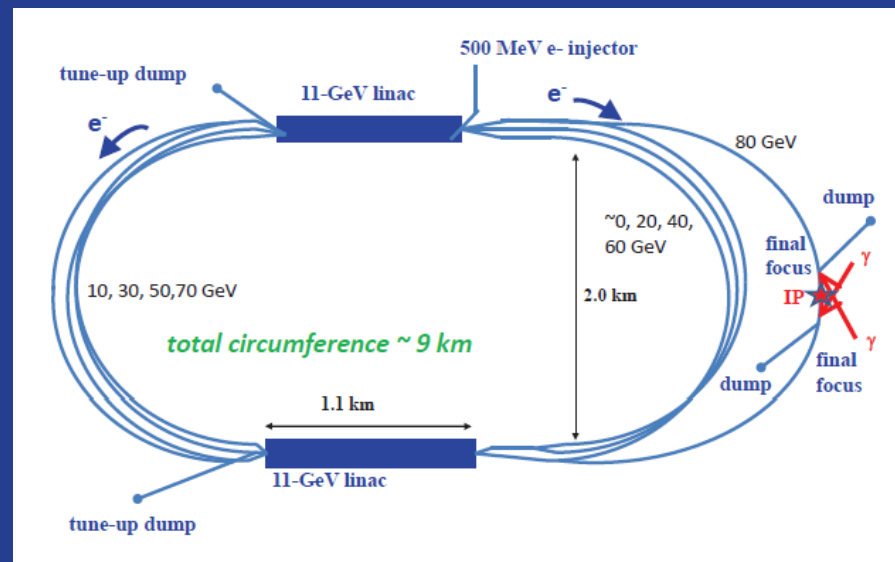 500 MeV e- injector
tune-up dump
11-GeV linac
e-
e-
80 GeV
dump
~0, 20, 40,
60 GeV
final
focus
γ
10, 30, 50,70 GeV
2.0 km
IP
total circumference ~ 9 km
γ
final
focus
dump
1.1 km
11-GeV linac
tune-up dump